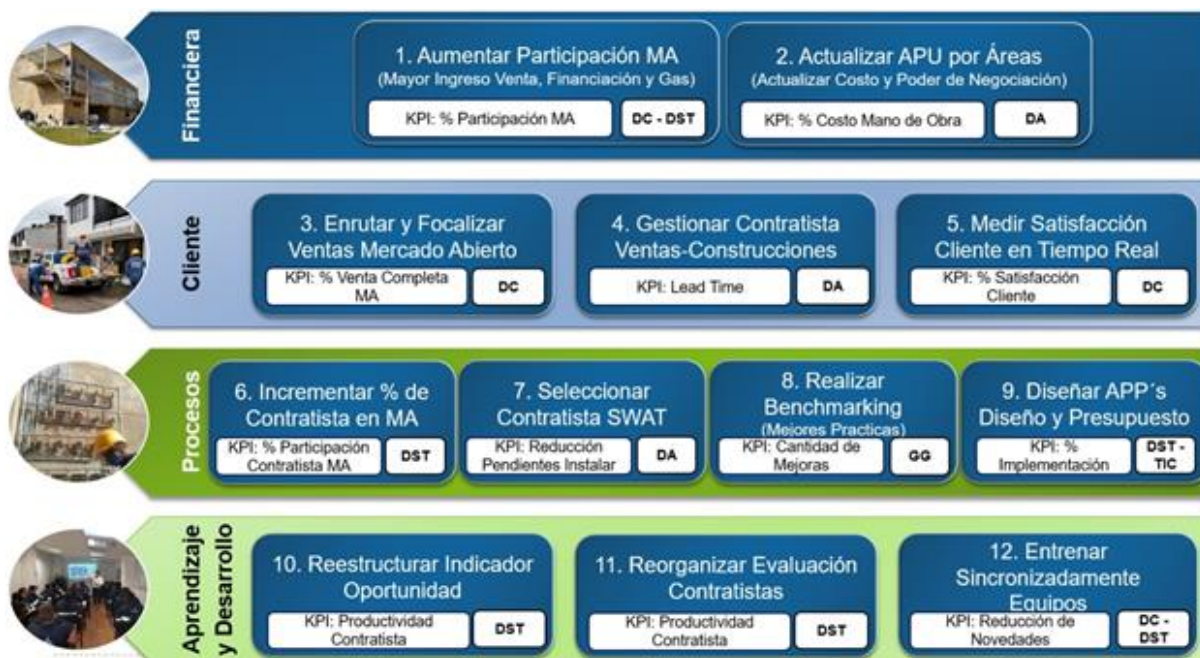 Financiera
1. Aumentar Participación MA
(Mayor Ingreso Venta, Financiación y Gas)
KPI: % Participación MA
DC - DST
2. Actualizar APU por Áreas
(Actualizar Costo y Poder de Negociación)
KPI: % Costo Mano de Obra
DA
Cliente
3. Enrutar y Focalizar
Ventas Mercado Abierto
KPI: % Venta Completa
MA
DC
4. Gestionar Contratista
Ventas-Construcciones
KPI: Lead Time
DA
5. Medir Satisfacción
Cliente en Tiempo Real
KPI: % Satisfacción
Cliente
DC
Procesos
6. Incrementar % de
Contratista en MA
KPI: % Participación
Contratista MA
DST
7. Seleccionar
Contratista SWAT
KPI: Reducción
Pendientes Instalar
DA
8. Realizar
Benchmarking
(Mejores Practicas)
KPI: Cantidad de
Mejoras
GG
9. Diseñar APP´s
Diseño y Presupuesto
KPI: %
Implementación
DST -
TIC
Aprendizaje
y Desarrollo
10. Reestructurar Indicador
Oportunidad
KPI: Productividad
Contratista
DST
11. Reorganizar Evaluación
Contratistas
KPI: Productividad
Contratista
DST
12. Entrenar
Sincronizadamente
Equipos
KPI: Reducción de
Novedades
DC -
DST